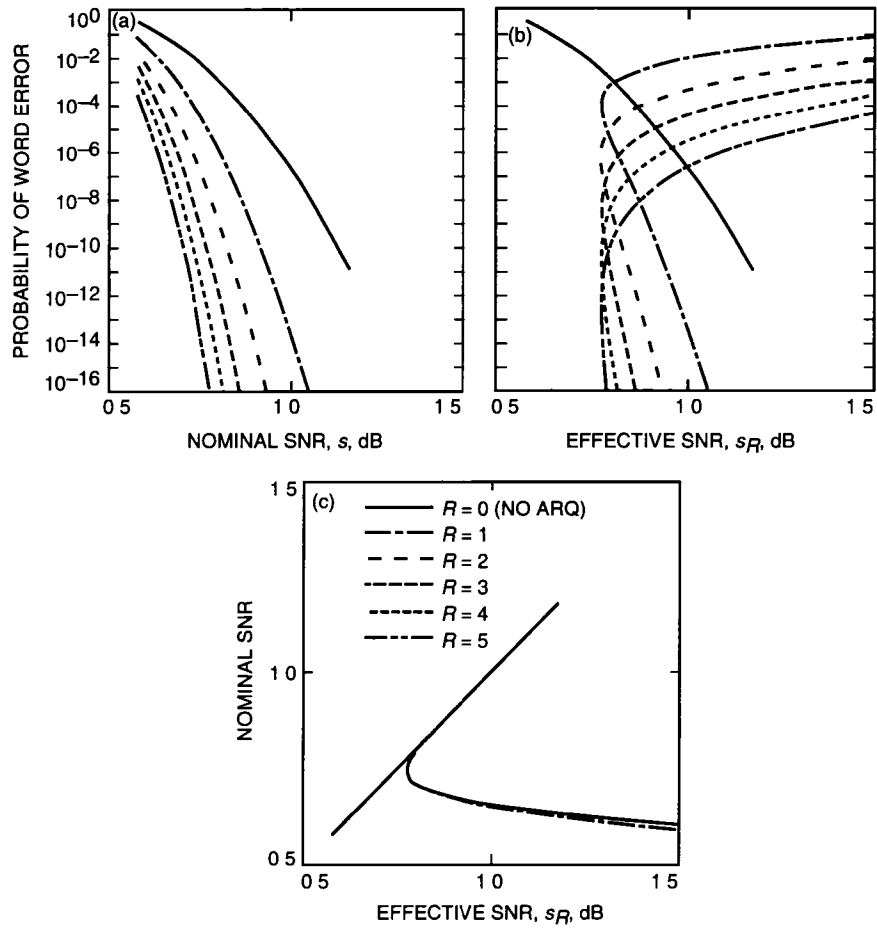 (a)
10⁰
10⁻²
10⁻⁴
10⁻⁶
10⁻⁸
10⁻¹⁰
10⁻¹²
10⁻¹⁴
10⁻¹⁶
PROBABILITY OF WORD ERROR
0 5
1 0
1 5
NOMINAL SNR, s, dB
(b)
0 5
1 0
1 5
EFFECTIVE SNR, s_R, dB
(c)
R = 0 (NO ARQ)
R = 1
R = 2
R = 3
R = 4
R = 5
1 5
1 0
0 5
NOMINAL SNR
0 5
1 0
1 5
EFFECTIVE SNR, s_R, dB